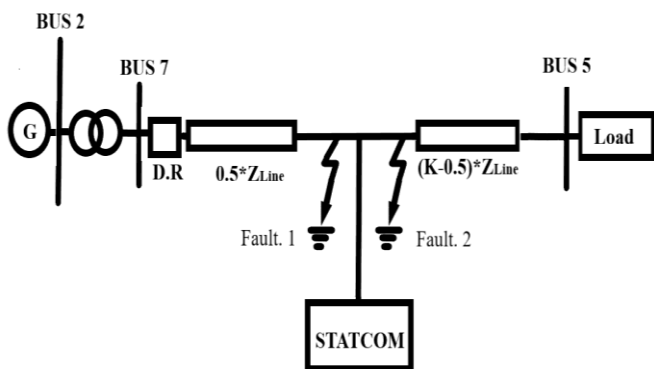 BUS 2
BUS 7
BUS 5
G
Load
D.R
0.5*ZLine
(K-0.5)*ZLine
Fault. 1
Fault. 2
STATCOM